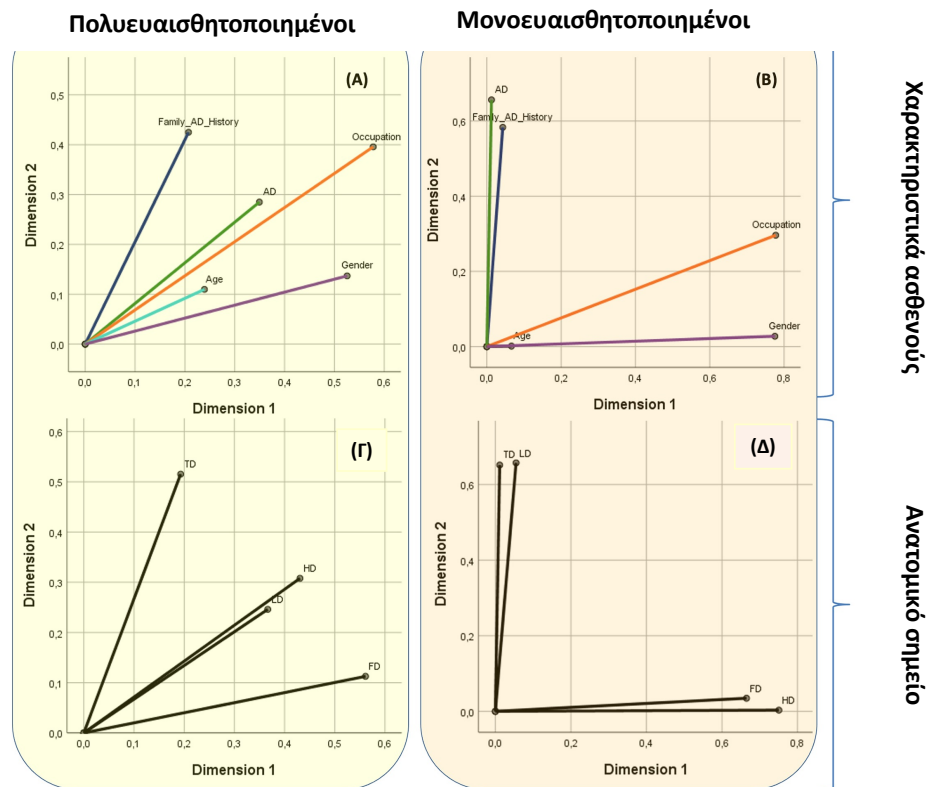 Πολυευαισθητοποιημένοι
Μονοευαισθητοποιημένοι
(Α)
Dimension 2
0,5
0,4
0,3
0,2
0,1
0,0
Family_AD_History
Occupation
AD
Age
Gender
0,0 0,1 0,2 0,3 0,4 0,5 0,6
Dimension 1
(Β)
Dimension 2
0,6
0,4
0,2
0,0
AD
Family_AD_History
Occupation
Gender
Age
0,0 0,2 0,4 0,6 0,8
Dimension 1
Χαρακτηριστικά ασθενούς
(Γ)
Dimension 2
0,6
0,5
0,4
0,3
0,2
0,1
0,0
TD
HD
LD
FD
0,0 0,1 0,2 0,3 0,4 0,5 0,6
Dimension 1
(Δ)
Dimension 2
0,6
0,4
0,2
0,0
TD LD
FD
HD
0,0 0,2 0,4 0,6 0,8
Dimension 1
Ανατομικό σημείο